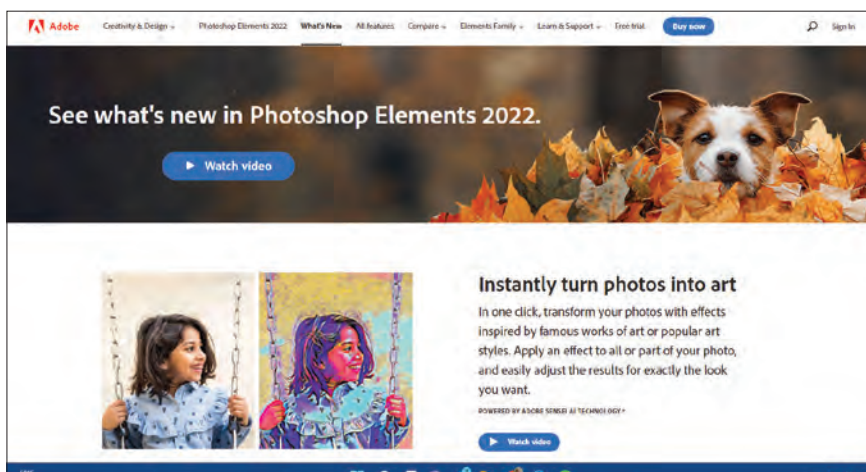 Adobe Creativity & Design Photoshop Elements 2022 What's New All features Compare Elements Family Learn & Support Free trial Buy now Sign In
See what's new in Photoshop Elements 2022.
Watch video
Instantly turn photos into art
In one click, transform your photos with effects
inspired by famous works of art or popular art
styles. Apply an effect to all or part of your photo,
and easily adjust the results for exactly the look
you want.
POWERED BY ADOBE SENSEI AI TECHNOLOGY*
Watch video